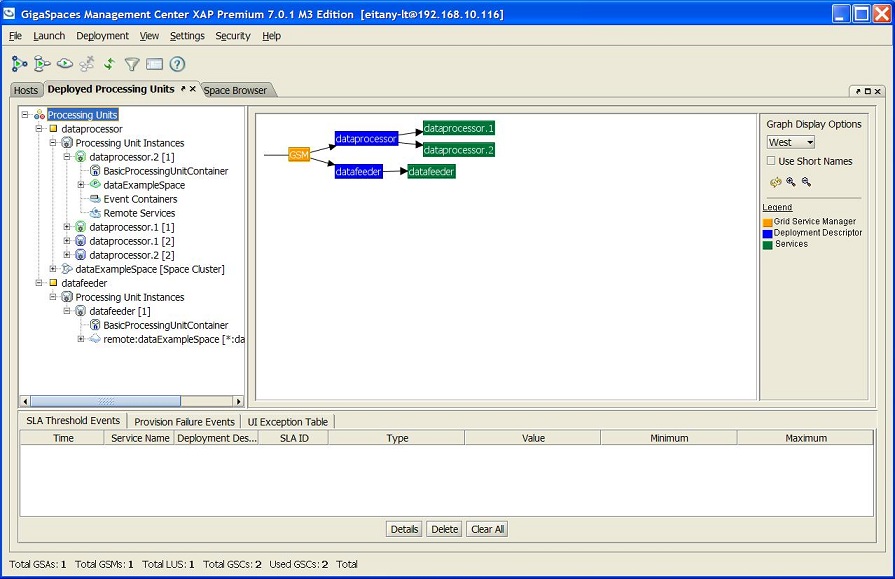 GigaSpaces Management Center XAP Premium 7.0.1 M3 Edition [eitany-lt@192.168.10.116]
File Launch Deployment View Settings Security Help
Hosts Deployed Processing Units Space Browser
Processing Units
dataprocessor
Processing Unit Instances
dataprocessor.2 [1]
BasicProcessingUnitContainer
dataExampleSpace
Event Containers
Remote Services
dataprocessor.1 [1]
dataprocessor.1 [2]
dataprocessor.2 [2]
dataExampleSpace [Space Cluster]
datafeeder
Processing Unit Instances
datafeeder [1]
BasicProcessingUnitContainer
remote:dataExampleSpace [*:da
GSM
dataprocessor
datafeeder
dataprocessor.1
dataprocessor.2
datafeeder
Graph Display Options
West
Use Short Names
Legend
Grid Service Manager
Deployment Descriptor
Services
SLA Threshold Events Provision Failure Events UI Exception Table
Time Service Name Deployment Des... SLA ID Type Value Minimum Maximum
Details Delete Clear All
Total GSAs: 1 Total GSMs: 1 Total LUS: 1 Total GSCs: 2 Used GSCs: 2 Total